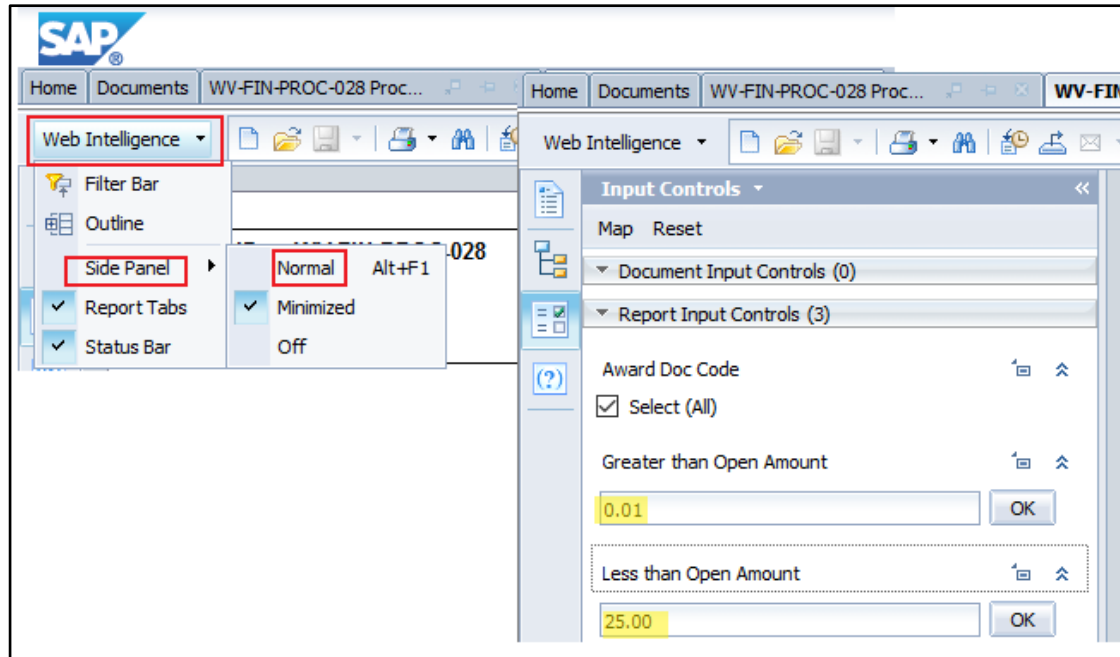 SAP
®
Home Documents WV-FIN-PROC-028 Proc...
Web Intelligence
Filter Bar
Outline
028
Side Panel Normal Alt+F1
Report Tabs Minimized
Status Bar Off
Home Documents WV-FIN-PROC-028 Proc... WV-FIN
Web Intelligence
Input Controls
Map Reset
Document Input Controls (0)
Report Input Controls (3)
(?)
Award Doc Code
Select (All)
Greater than Open Amount
0.01 OK
Less than Open Amount
25.00 OK